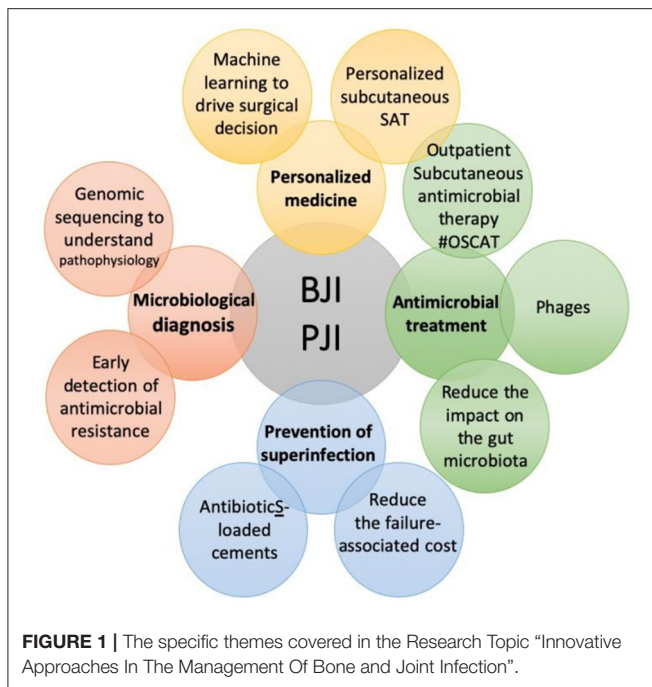 Machine
learning to
drive surgical
decision
Personalized
subcutaneous
SAT
Personalized
medicine
Outpatient
Subcutaneous
antimicrobial
therapy
#OSCAT
Genomic
sequencing to
understand
pathophysiology
Microbiological
diagnosis
BJI
PJI
Antimicrobial
treatment
Phages
Early
detection of
antimicrobial
resistance
Prevention of
superinfection
Reduce the
impact on
the gut
microbiota
AntibioticS-
loaded
cements
Reduce
the failure-
associated cost
FIGURE 1 | The specific themes covered in the Research Topic “Innovative
Approaches In The Management Of Bone and Joint Infection”.